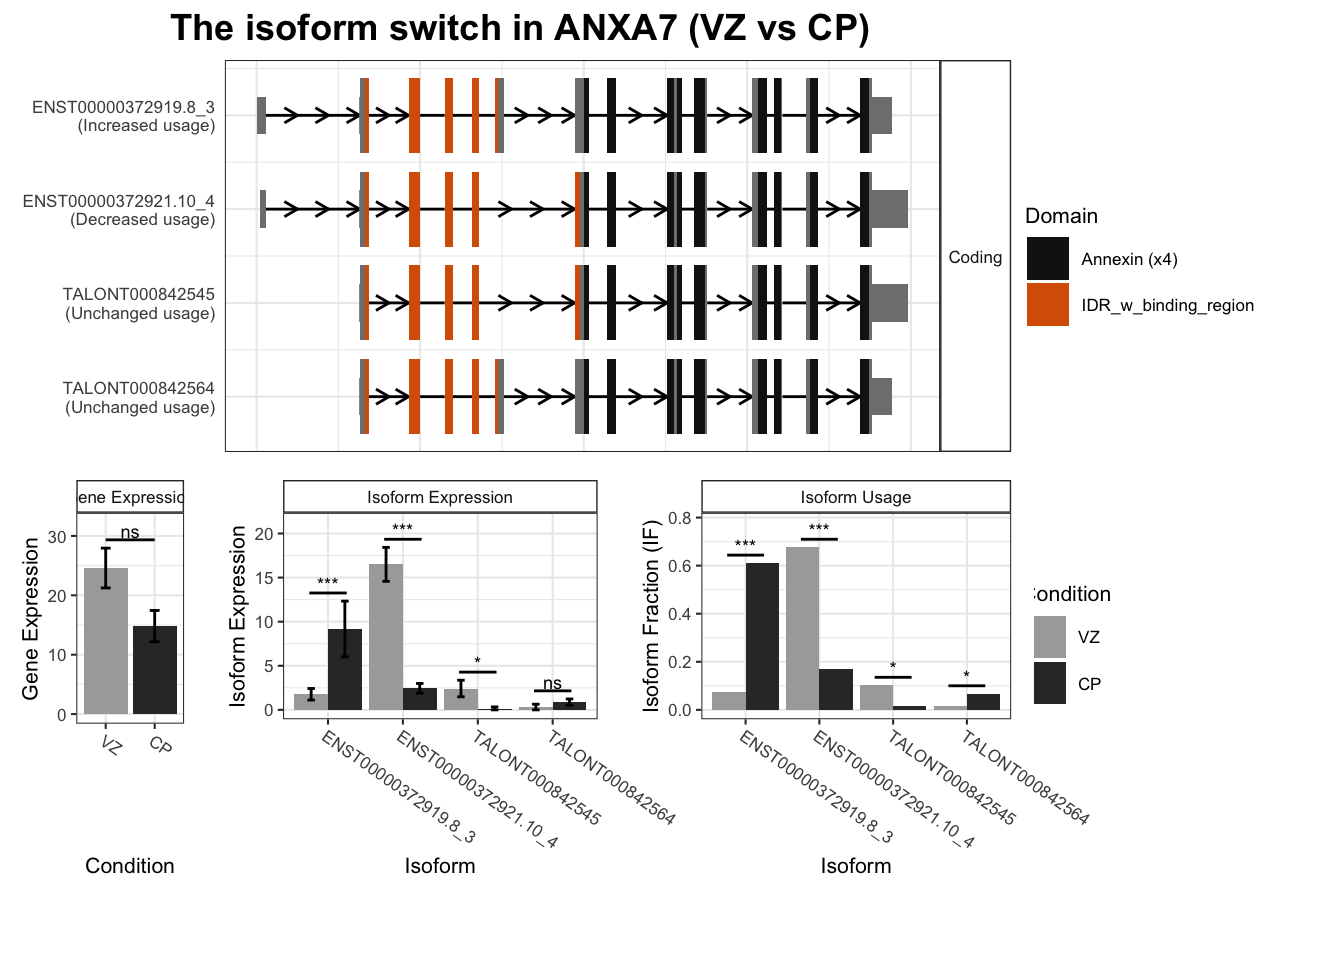 The isoform switch in ANXA7 (VZ vs CP)
ENST00000372919.8_3
(Increased usage)
ENST00000372921.10_4
(Decreased usage)
TALONT000842545
(Unchanged usage)
TALONT000842564
(Unchanged usage)
Coding
Domain
Annexin (x4)
IDR_w_binding_region
ene Expressio
Gene Expression
30
20
10
0
ns
VZ
CP
Condition
Isoform Expression
Isoform Expression
20
15
10
5
0
***
***
*
ns
ENST00000372919.8_3
ENST00000372921.10_4
TALONT000842545
TALONT000842564
Isoform
Isoform Usage
Isoform Fraction (IF)
0.8
0.6
0.4
0.2
0.0
***
***
*
*
ENST00000372919.8_3
ENST00000372921.10_4
TALONT000842545
TALONT000842564
Isoform
ondition
VZ
CP